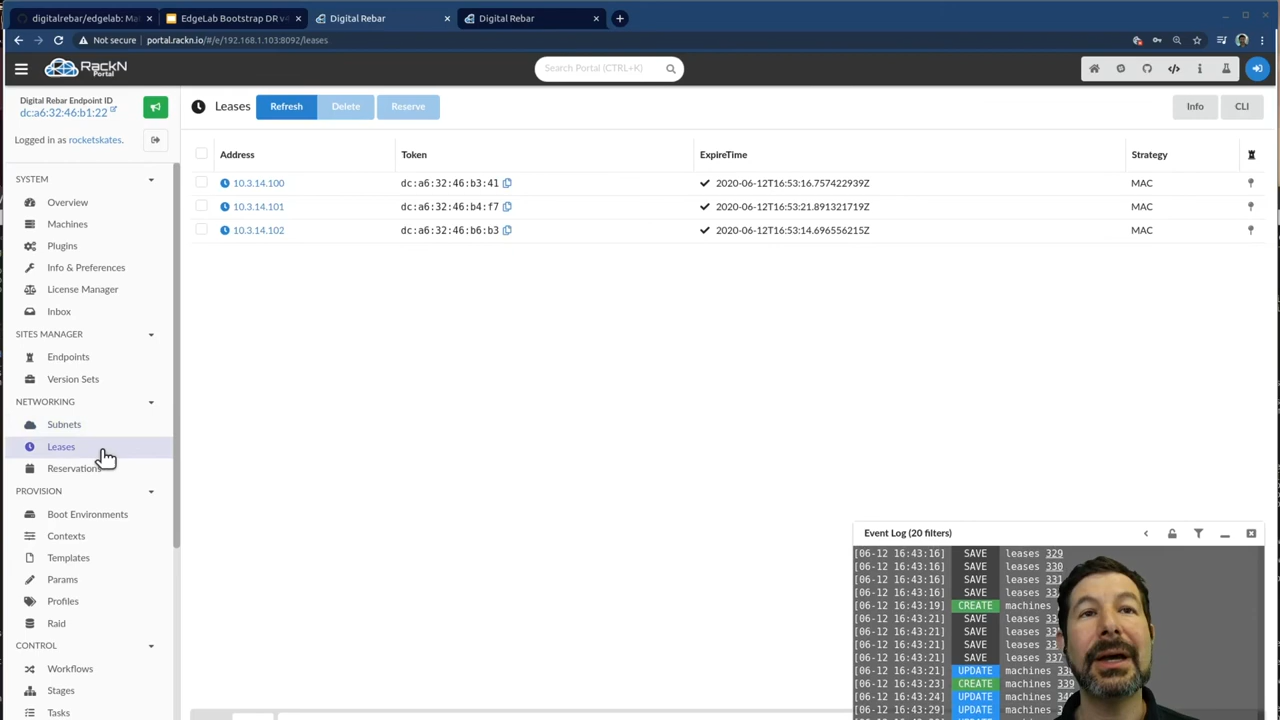 digitalrebar/edgelab: Ma
EdgeLab Bootstrap DR v4
Digital Rebar
Digital Rebar
Not secure
portal.rackn.io/#/e/192.168.1.103:8092/leases
RackN
Portal
Search Portal (CTRL+K)
Digital Rebar Endpoint ID
dc:a6:32:46:b1:22
Logged in as rocketskates.
Leases
Refresh
Delete
Reserve
Info
CLI
Address Token ExpireTime Strategy
10.3.14.100 dc:a6:32:46:b3:41 2020-06-12T16:53:16.757422939Z MAC
10.3.14.101 dc:a6:32:46:b4:f7 2020-06-12T16:53:21.891321719Z MAC
10.3.14.102 dc:a6:32:46:b6:b3 2020-06-12T16:53:14.696556215Z MAC
SYSTEM
Overview
Machines
Plugins
Info & Preferences
License Manager
Inbox
SITES MANAGER
Endpoints
Version Sets
NETWORKING
Subnets
Leases
Reservations
PROVISION
Boot Environments
Contexts
Templates
Params
Profiles
Raid
CONTROL
Workflows
Stages
Tasks
Event Log (20 filters)
[06-12 16:43:16] SAVE leases 329
[06-12 16:43:16] SAVE leases 330
[06-12 16:43:16] SAVE leases 331
[06-12 16:43:16] SAVE leases
[06-12 16:43:19] CREATE machines
[06-12 16:43:21] SAVE leases
[06-12 16:43:21] SAVE leases
[06-12 16:43:21] SAVE leases
[06-12 16:43:21] SAVE leases 337
[06-12 16:43:21] UPDATE machines
[06-12 16:43:23] CREATE machines 339
[06-12 16:43:24] UPDATE machines
[06-12 16:43:29] UPDATE machines